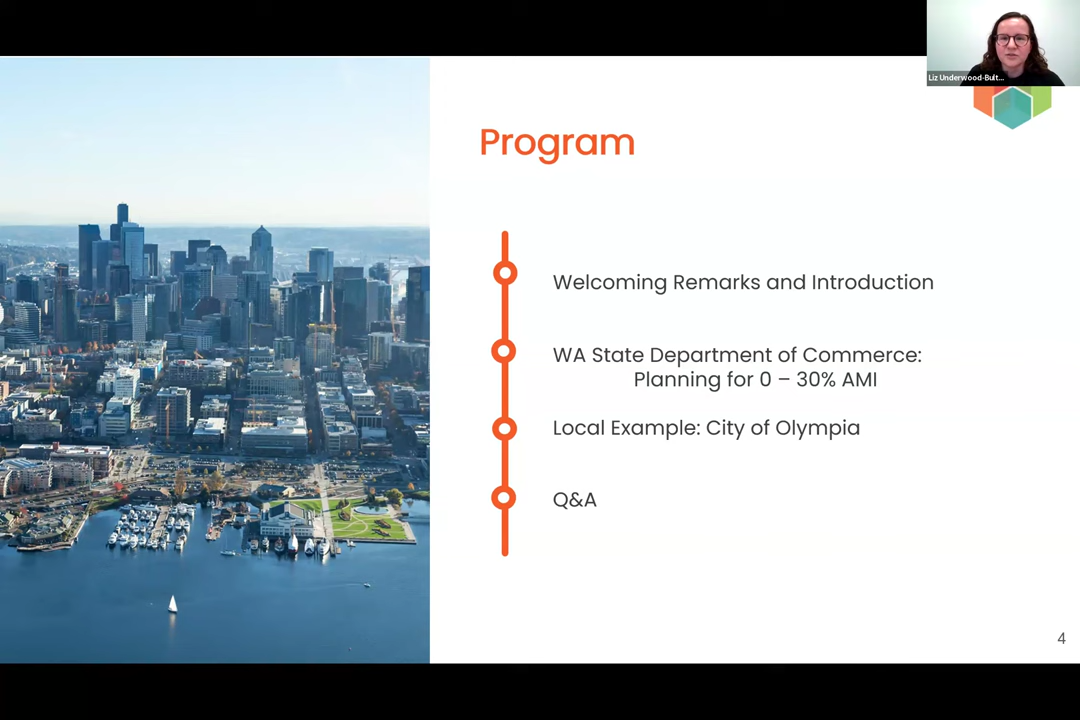 Liz Underwood-Bult...
Program
Welcoming Remarks and Introduction
WA State Department of Commerce:
Planning for 0 – 30% AMI
Local Example: City of Olympia
Q&A
4